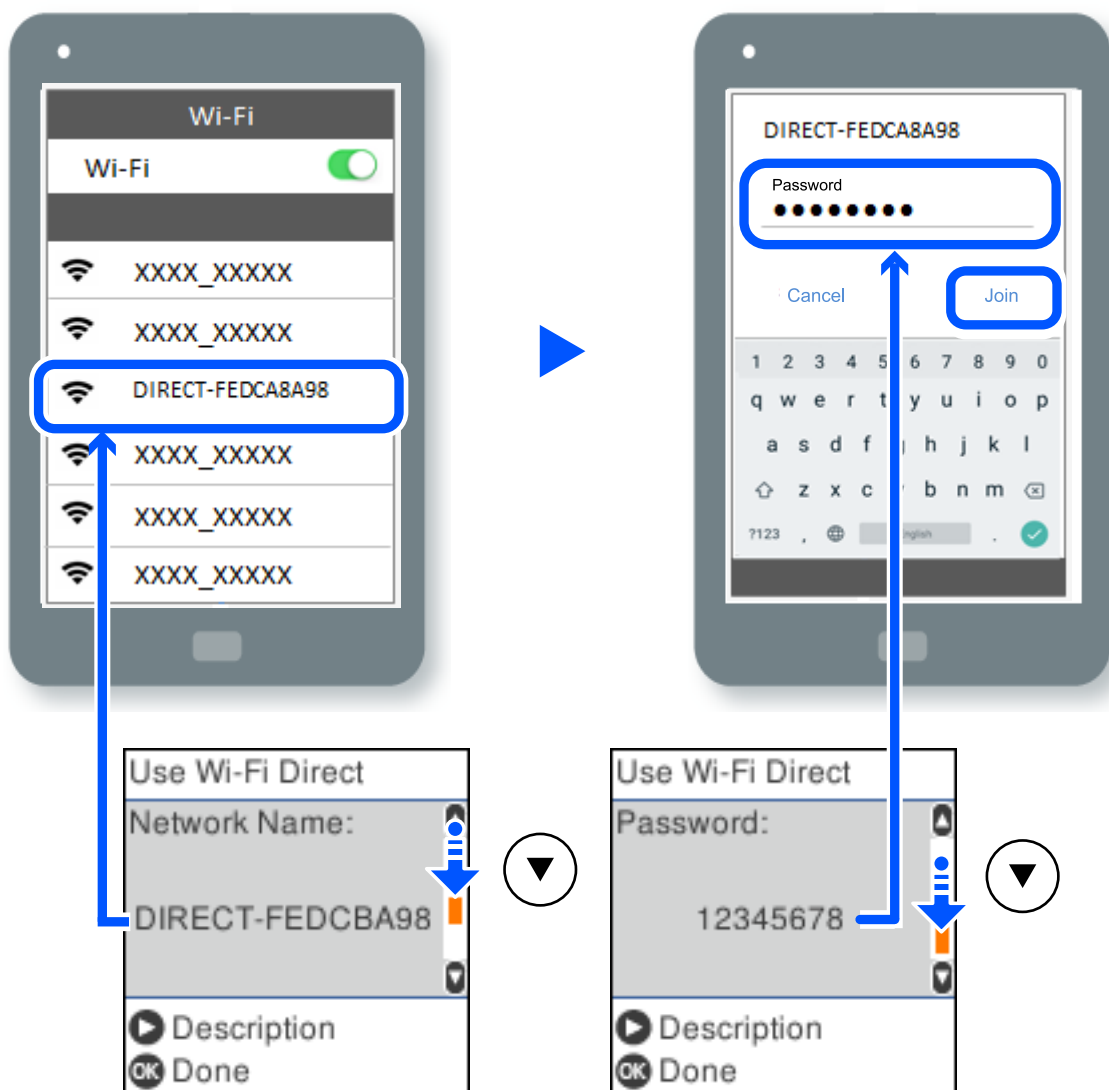 Wi-Fi
Wi-Fi
XXXX_XXXXX
XXXX_XXXXX
DIRECT-FEDCA8A98
XXXX_XXXXX
XXXX_XXXXX
XXXX_XXXXX
DIRECT-FEDCA8A98
Password
Cancel Join
1 2 3 4 5 6 7 8 9 0
q w e r t y u i o p
a s d f h j k l
z x c b n m
?123 , .
Use Wi-Fi Direct
Network Name:
DIRECT-FEDCBA98
Description
OK Done
Use Wi-Fi Direct
Password:
12345678
Description
OK Done